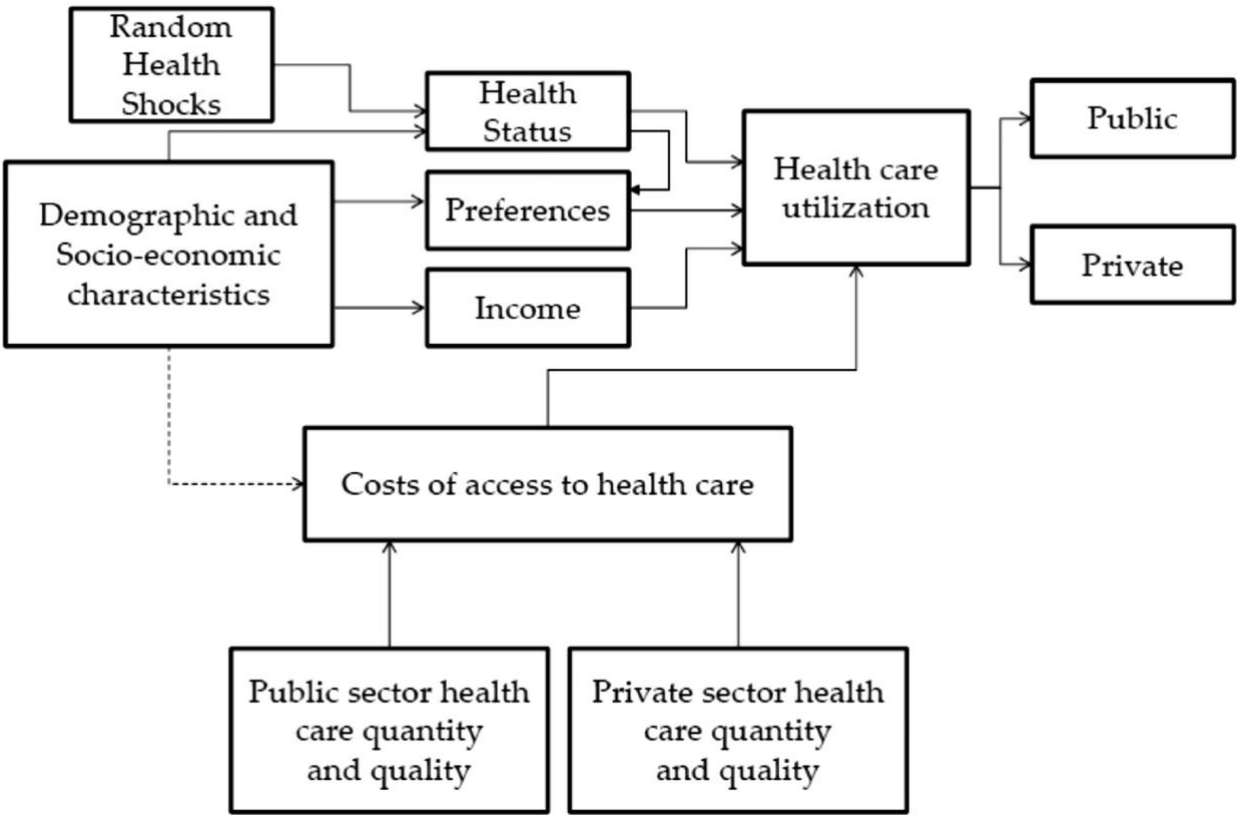 Random
Health
Shocks
Health
Status
Public
Health care
utilization
Demographic and
Socio-economic
characteristics
Preferences
Private
Income
Costs of access to health care
Public sector health
care quantity
and quality
Private sector health
care quantity
and quality